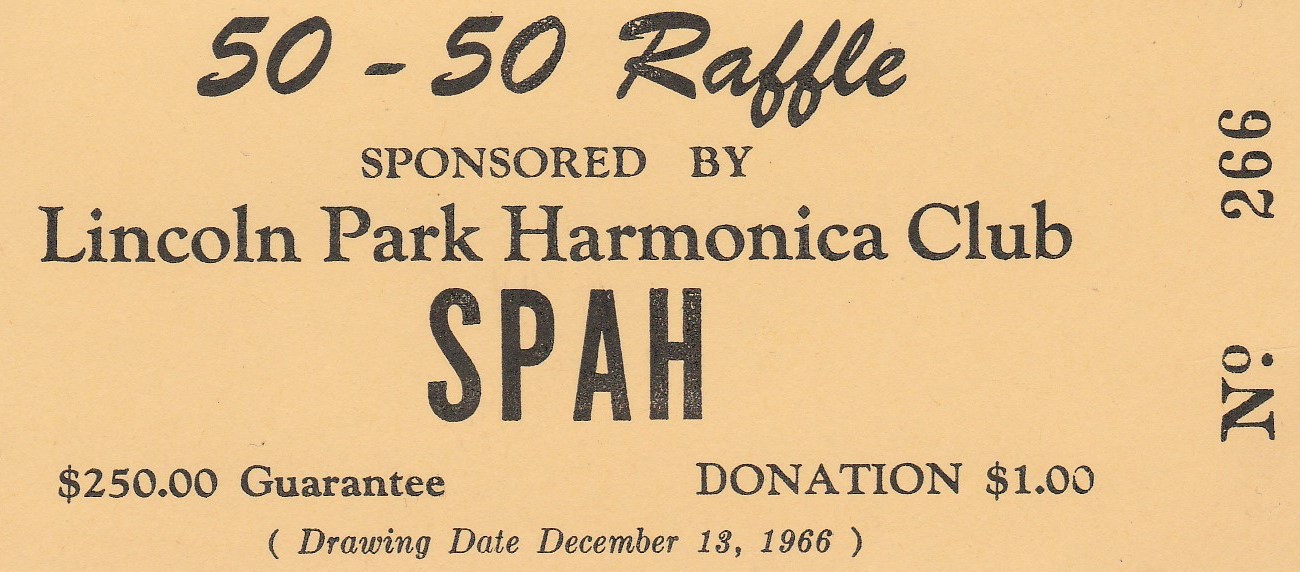 50 - 50 Raffle
SPONSORED BY
Lincoln Park Harmonica Club
SPAH
$250.00 Guarantee DONATION $1.00
( Drawing Date December 13, 1966 )
No. 266